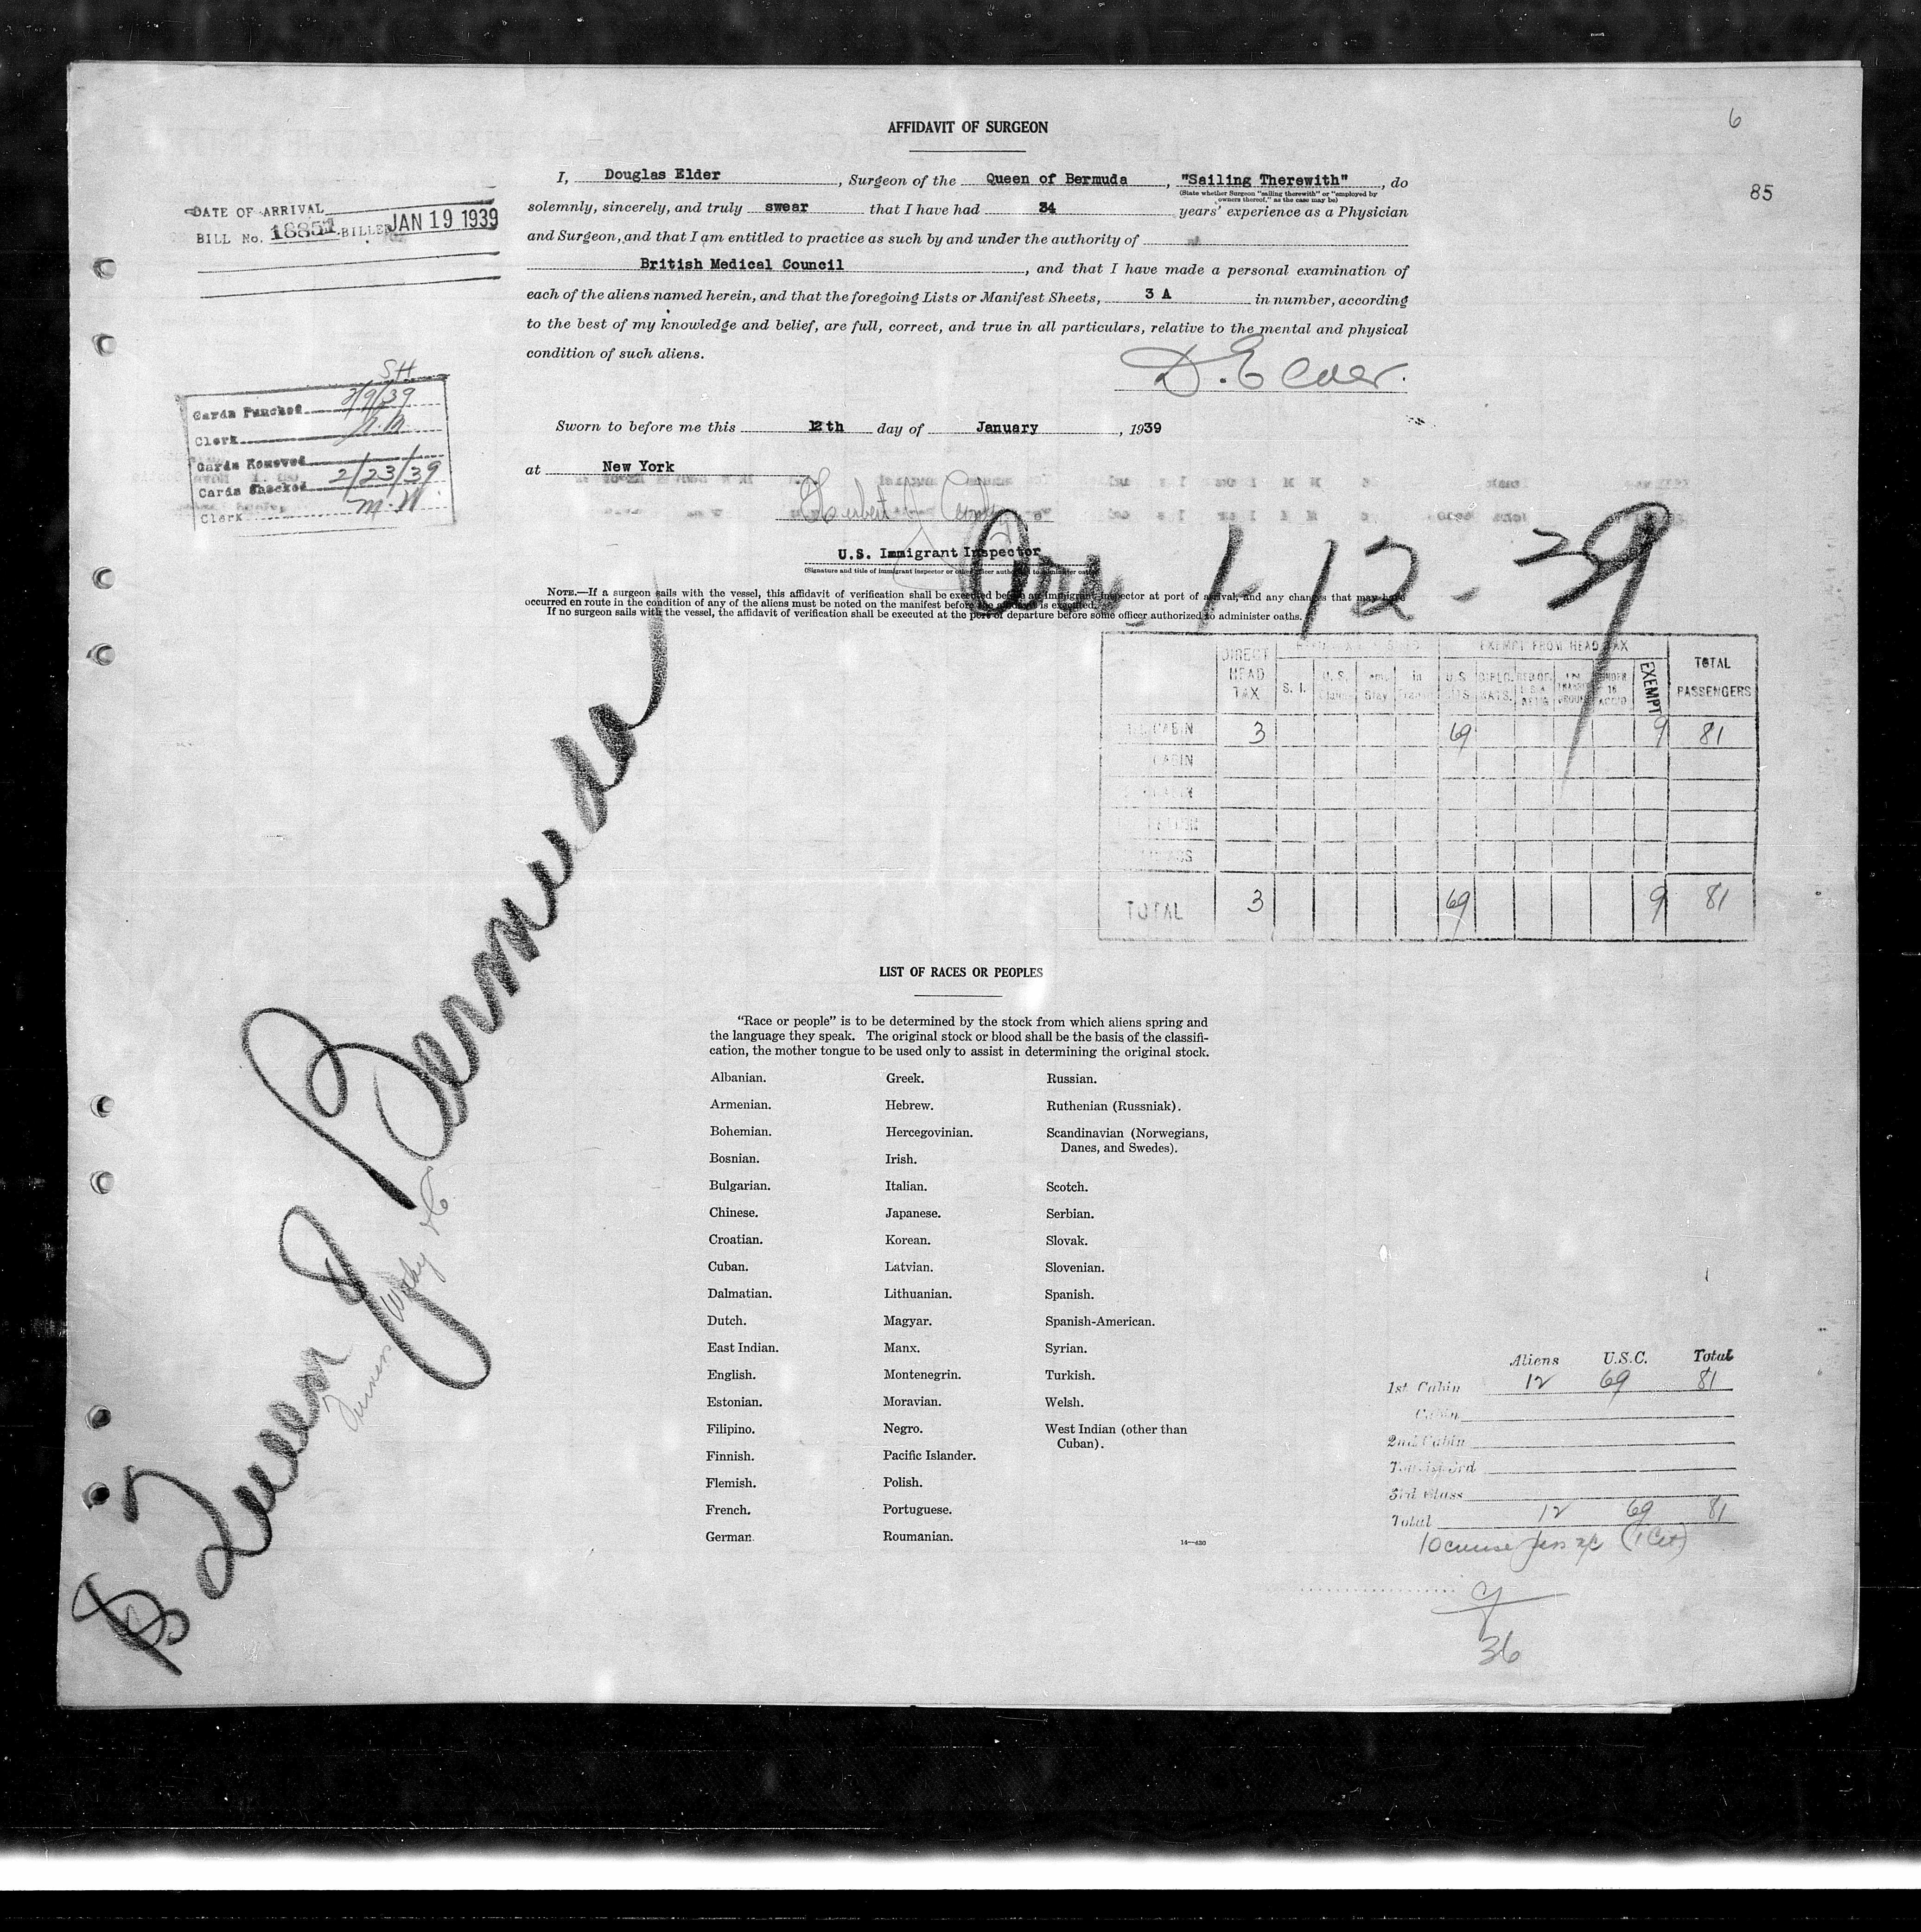 AFFIDAVIT OF SURGEON
6
85
I, Douglas Elder, Surgeon of the Queen of Bermuda, "Sailing Therewith", do
(State whether Surgeon "sailing therewith" or "employed by
owners thereof," as the case may be)
solemnly, sincerely, and truly swear that I have had 34 years' experience as a Physician
and Surgeon, and that I am entitled to practice as such by and under the authority of
British Medical Council, and that I have made a personal examination of
each of the aliens named herein, and that the foregoing Lists or Manifest Sheets, 3 A in number, according
to the best of my knowledge and belief, are full, correct, and true in all particulars, relative to the mental and physical
condition of such aliens.
D. Elder.
DATE OF ARRIVAL
BILL No. 18851 BILLED JAN 19 1939
SH
Cards Punched 2/9/39
Clerk
Cards Removed
Cards Checked 2/23/39
Clerk M.W.
Sworn to before me this 12th day of January, 1939
at New York
Herbert J.
U.S. Immigrant Inspector
(Signature and title of immigrant inspector or other officer authorized to administer oaths)
Arr. 1-12-39
NOTE.—If a surgeon sails with the vessel, this affidavit of verification shall be executed before an immigrant inspector at port of arrival, and any changes that may have
occurred en route in the condition of any of the aliens must be noted on the manifest before the affidavit is executed.
If no surgeon sails with the vessel, the affidavit of verification shall be executed at the port of departure before some officer authorized to administer oaths.
DIRECT HEAD TAX S. I. U. S. EXEMPT FROM HEAD TAX EXEMPT TOTAL PASSENGERS
CABIN 3 69 9 81
CABIN
TOTAL 3 69 9 81
SS Queen of Bermuda
Furness Withy
LIST OF RACES OR PEOPLES
"Race or people" is to be determined by the stock from which aliens spring and
the language they speak. The original stock or blood shall be the basis of the classifi-
cation, the mother tongue to be used only to assist in determining the original stock.
Albanian. Greek. Russian.
Armenian. Hebrew. Ruthenian (Russniak).
Bohemian. Hercegovinian. Scandinavian (Norwegians,
Danes, and Swedes).
Bosnian. Irish.
Bulgarian. Italian. Scotch.
Chinese. Japanese. Serbian.
Croatian. Korean. Slovak.
Cuban. Latvian. Slovenian.
Dalmatian. Lithuanian. Spanish.
Dutch. Magyar. Spanish-American.
East Indian. Manx. Syrian.
English. Montenegrin. Turkish.
Estonian. Moravian. Welsh.
Filipino. Negro. West Indian (other than
Cuban).
Finnish. Pacific Islander.
Flemish. Polish.
French. Portuguese.
German. Roumanian.
14—430
Aliens U.S.C. Total
1st Cabin 12 69 81
Cabin
2nd Cabin
Tourist-3rd
3rd Class
Total 12 69 81
10 cruise
36